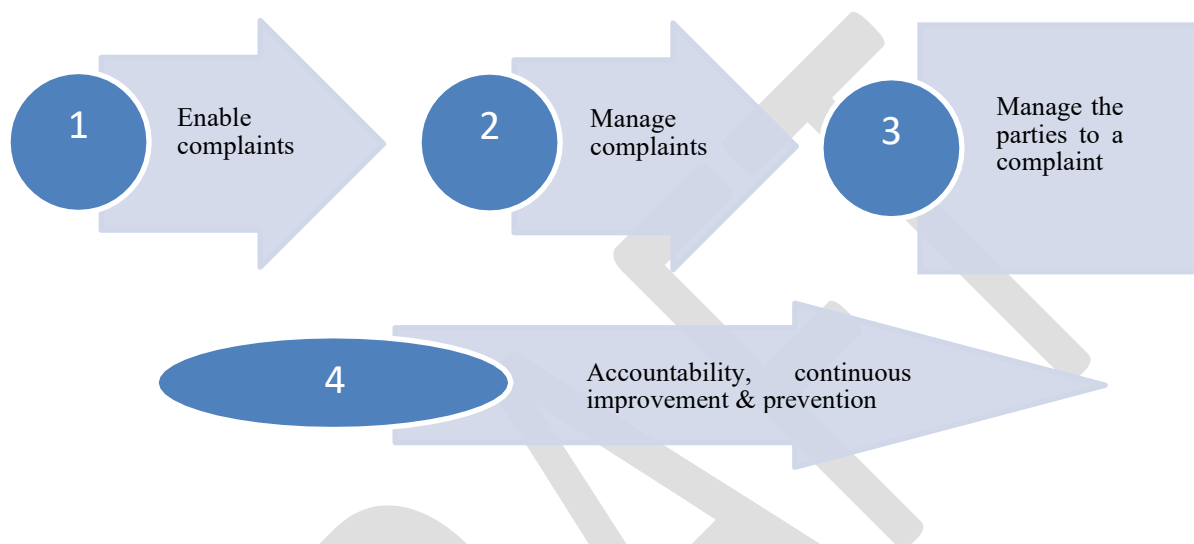 1
Enable
complaints
2
Manage
complaints
3
Manage the
parties to a
complaint
4
Accountability, continuous
improvement & prevention